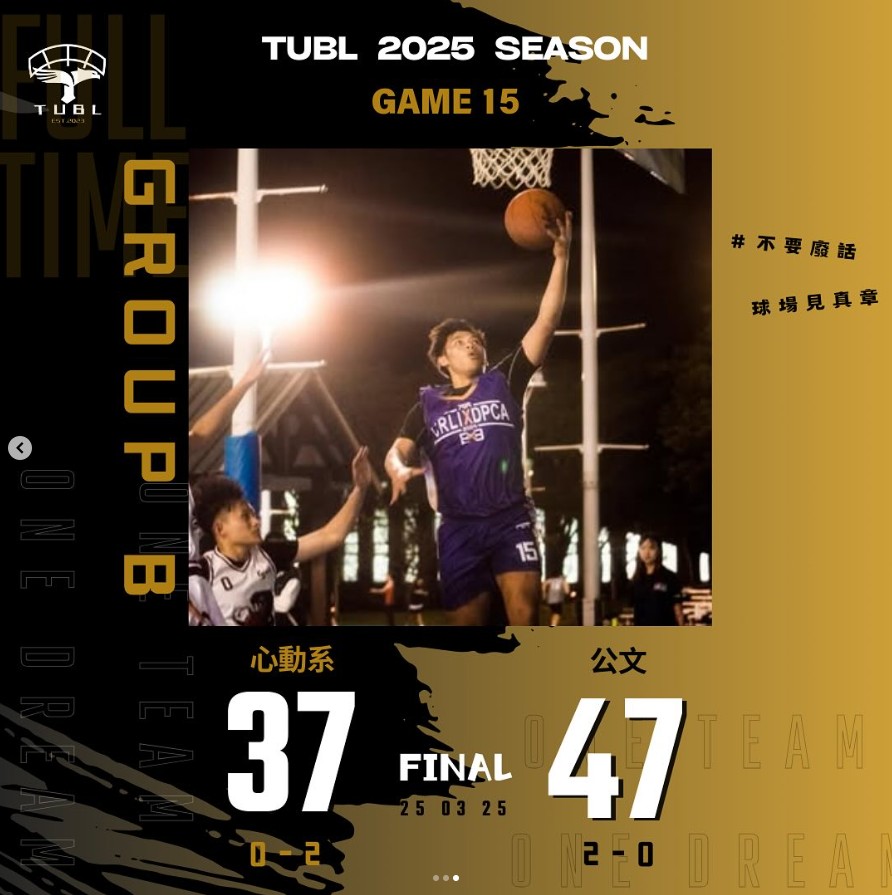 TUBL 2025 SEASON
GAME 15
TUBL
EST.2023
FULL
TIME
GROUP B
# 不要廢話
球場見真章
CRLIXDPCA
15
0
心動系
公文
37
47
FINAL
25 03 25
0-2
2-0
ONE DREAM
ONE TEAM
ONE TEAM
ONE DREAM